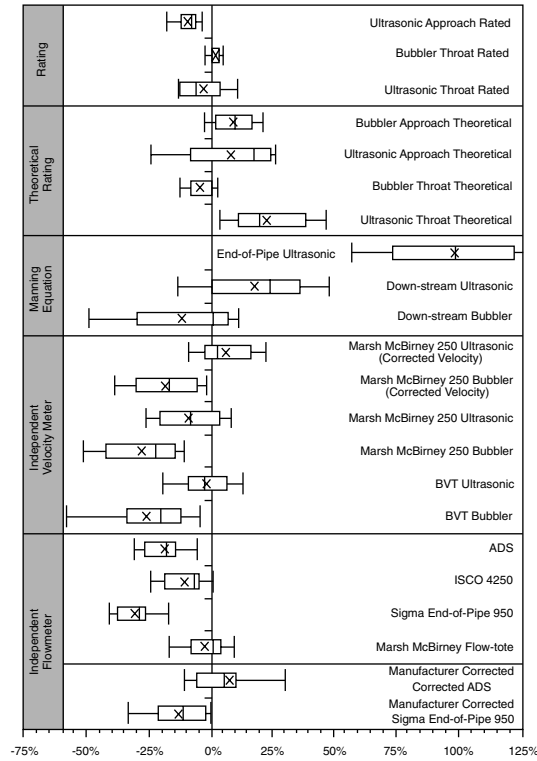 Rating
Ultrasonic Approach Rated
Bubbler Throat Rated
Ultrasonic Throat Rated
Theoretical
Rating
Bubbler Approach Theoretical
Ultrasonic Approach Theoretical
Bubbler Throat Theoretical
Ultrasonic Throat Theoretical
Manning
Equation
End-of-Pipe Ultrasonic
Down-stream Ultrasonic
Down-stream Bubbler
Independent
Velocity Meter
Marsh McBirney 250 Ultrasonic
(Corrected Velocity)
Marsh McBirney 250 Bubbler
(Corrected Velocity)
Marsh McBirney 250 Ultrasonic
Marsh McBirney 250 Bubbler
BVT Ultrasonic
BVT Bubbler
Independent
Flowmeter
ADS
ISCO 4250
Sigma End-of-Pipe 950
Marsh McBirney Flow-tote
Manufacturer Corrected
Corrected ADS
Manufacturer Corrected
Sigma End-of-Pipe 950
-75% -50% -25% 0% 25% 50% 75% 100% 125%